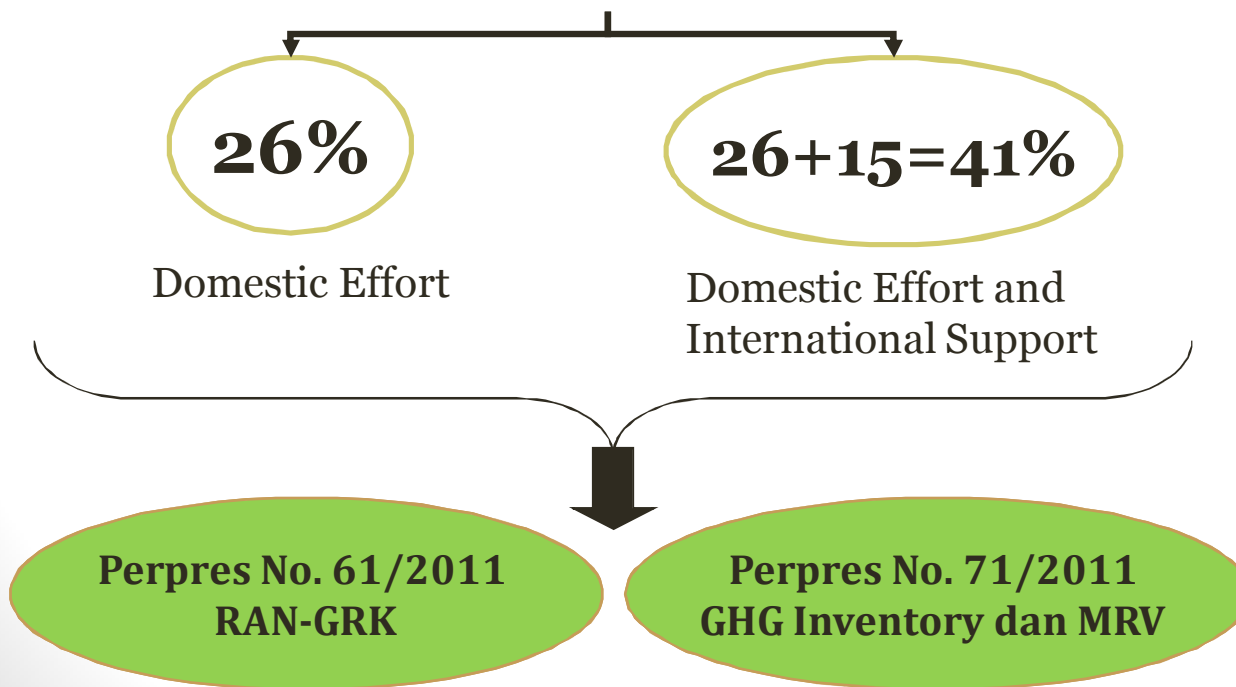 26%
26+15=41%
Domestic Effort
Domestic Effort and
International Support
Perpres No. 61/2011
RAN-GRK
Perpres No. 71/2011
GHG Inventory dan MRV